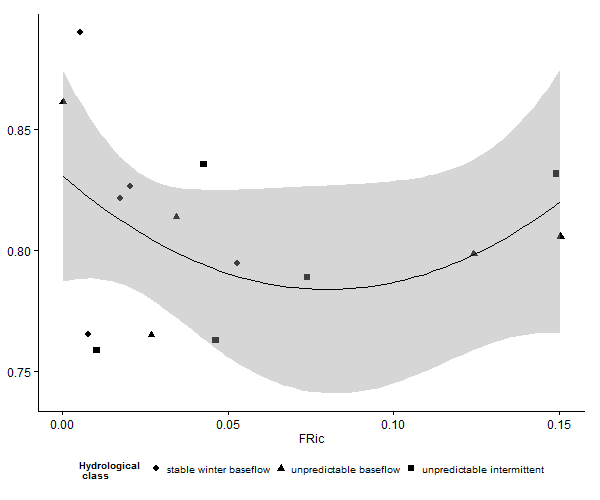 0.85
0.80
0.75
0.00 0.05 0.10 0.15
FRic
Hydrological
class
stable winter baseflow unpredictable baseflow unpredictable intermittent